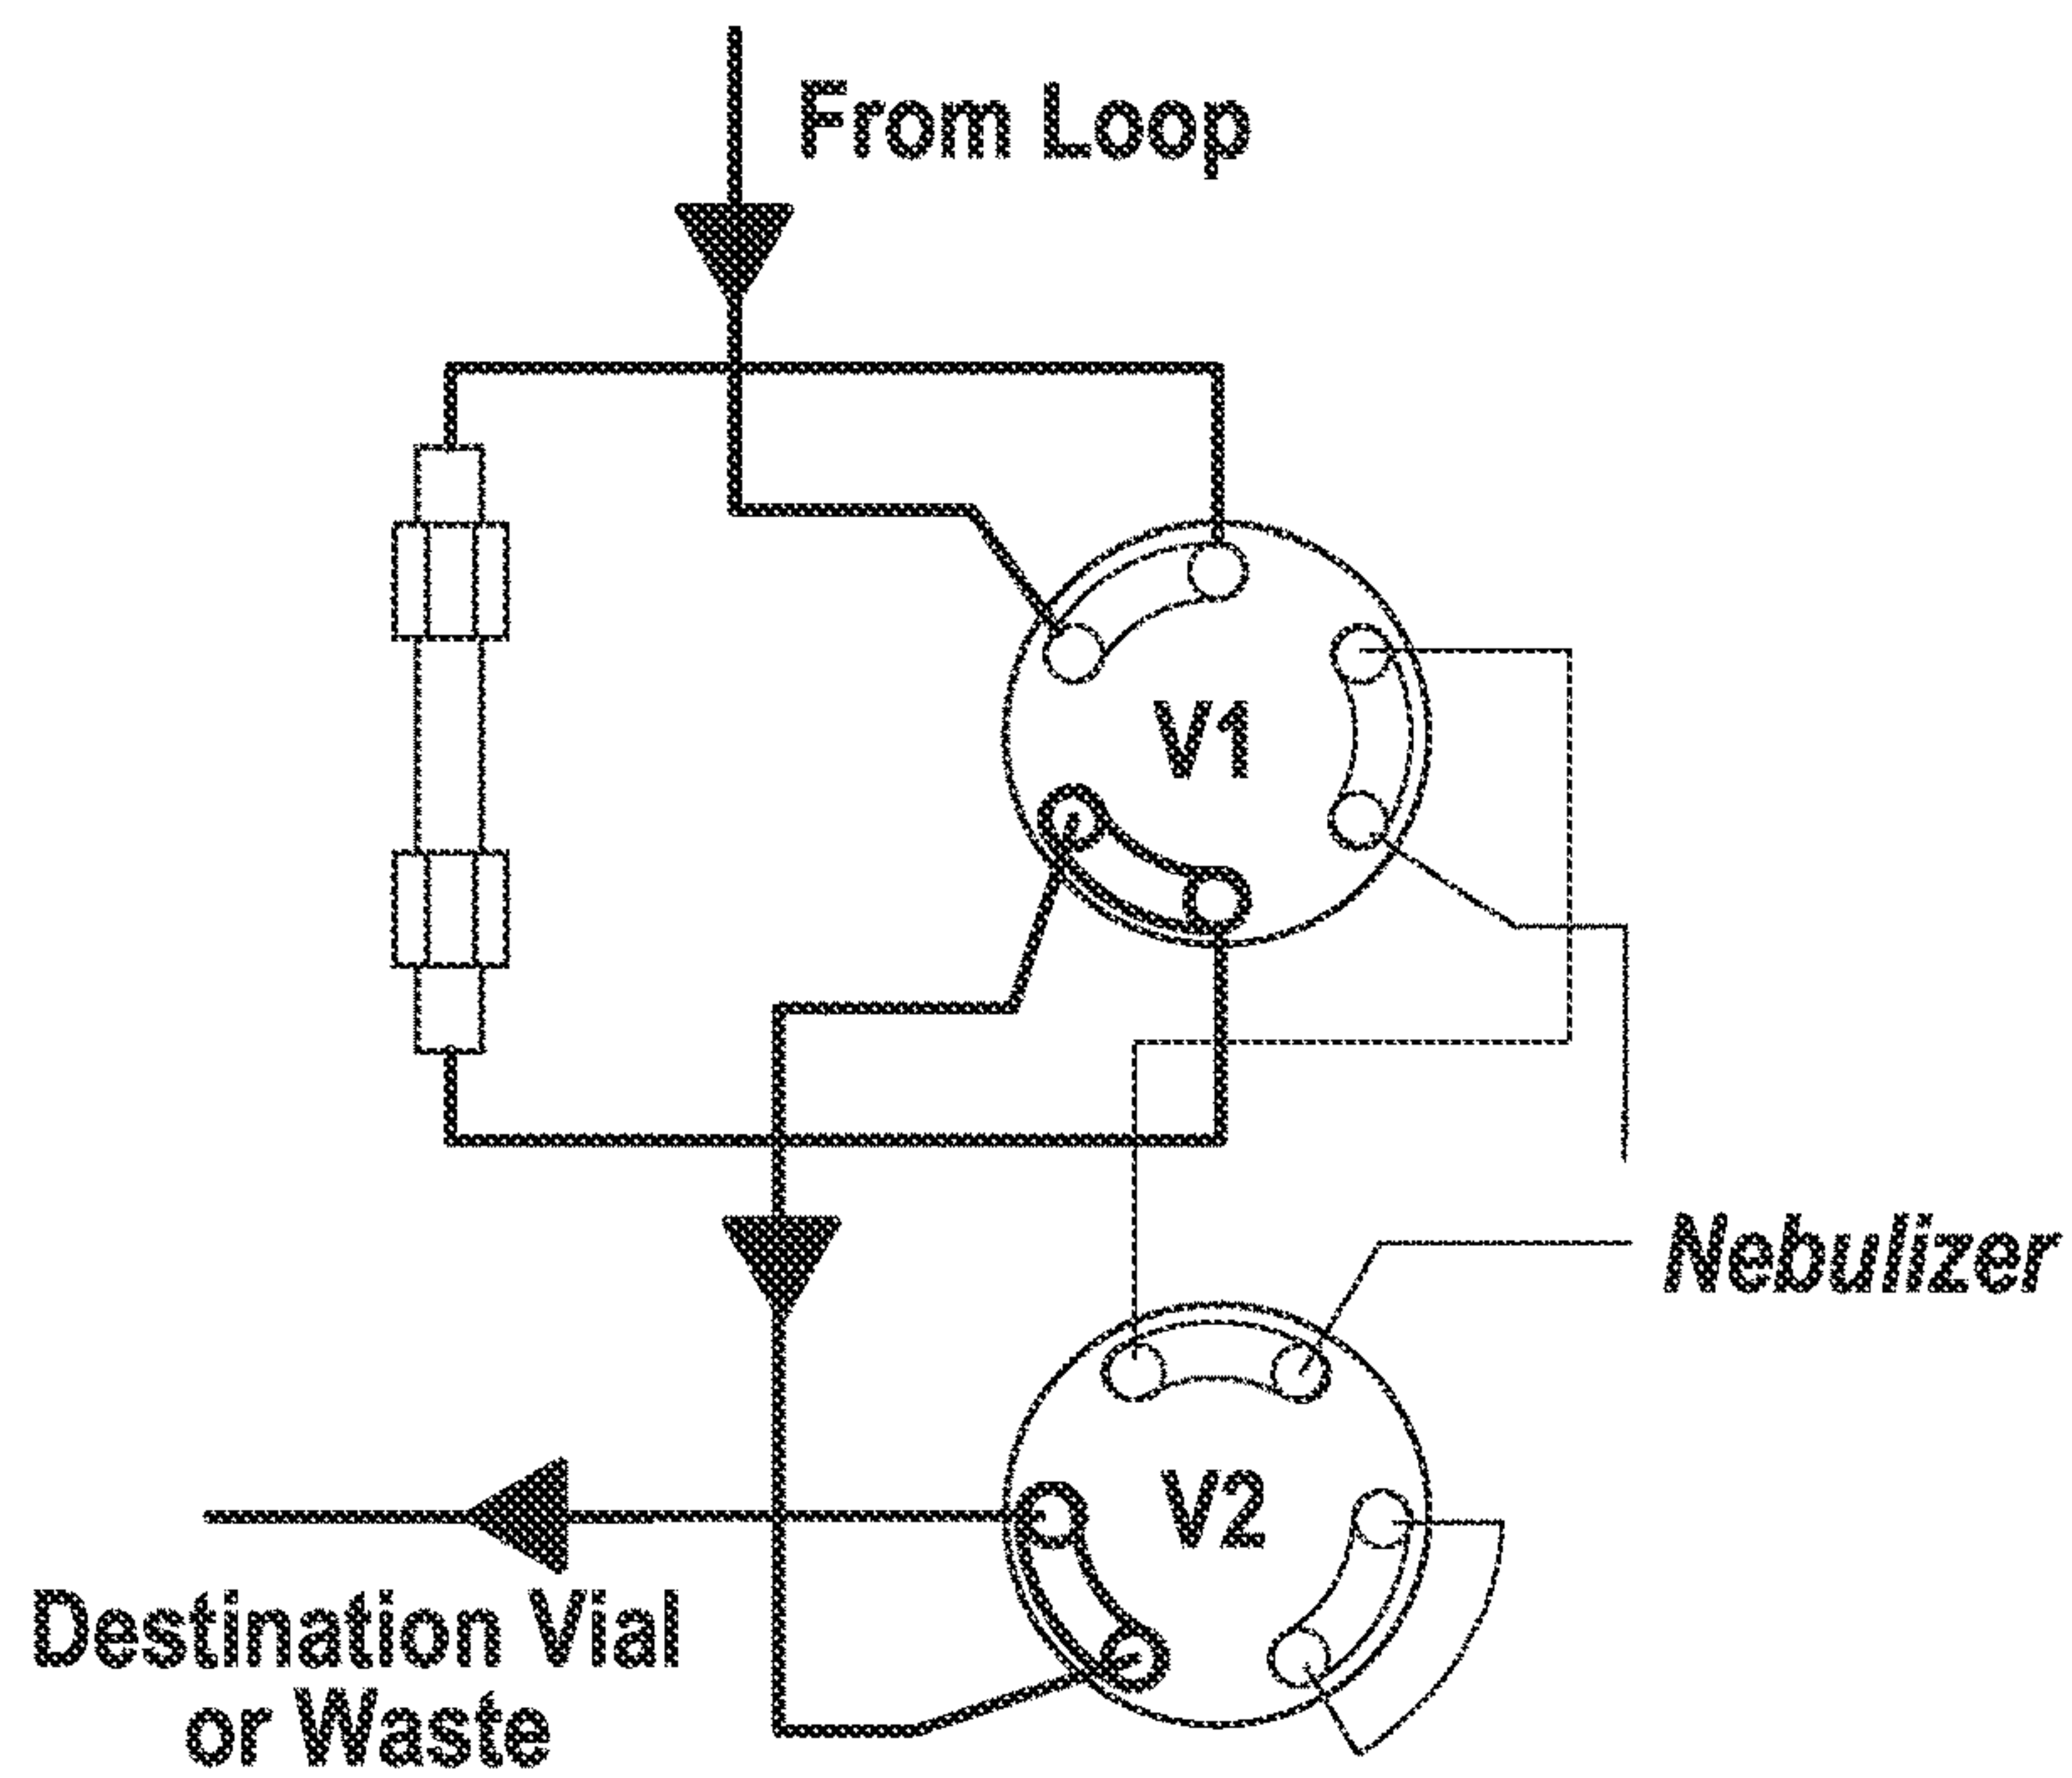 From Loop
V1
Nebulizer
V2
Destination Vial
or Waste